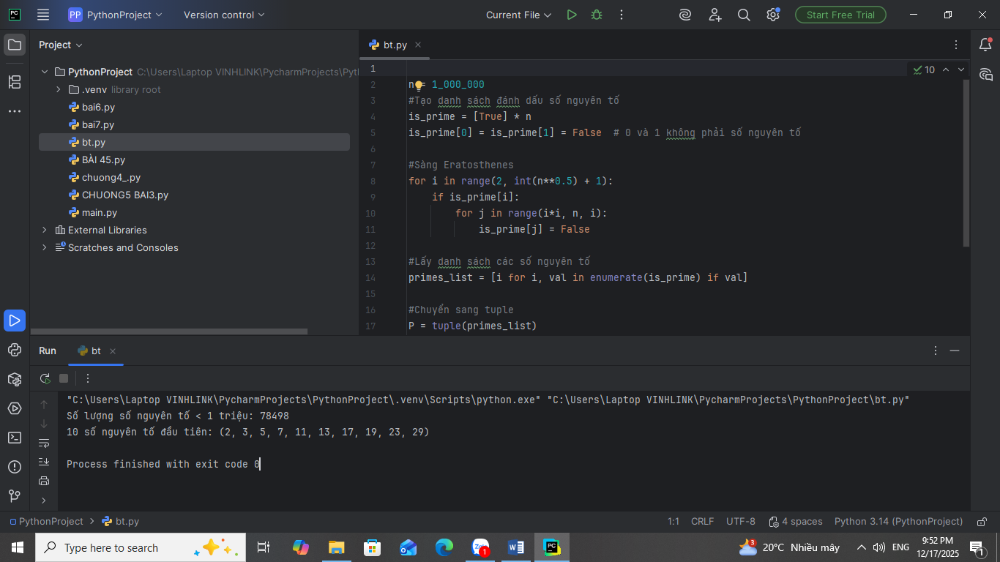 PC
PP PythonProject
Version control
Current File
Start Free Trial
Project
PythonProject C:\Users\Laptop VINHLINK\PycharmProjects\Pyt
.venv library root
bai6.py
bai7.py
bt.py
BÀI 45.py
chuong4_.py
CHUONG5 BAI3.py
main.py
External Libraries
Scratches and Consoles
bt.py
10
1
2 n = 1_000_000
3 #Tạo danh sách đánh dấu số nguyên tố
4 is_prime = [True] * n
5 is_prime[0] = is_prime[1] = False  # 0 và 1 không phải số nguyên tố
6
7 #Sàng Eratosthenes
8 for i in range(2, int(n**0.5) + 1):
9     if is_prime[i]:
10         for j in range(i*i, n, i):
11             is_prime[j] = False
12
13 #Lấy danh sách các số nguyên tố
14 primes_list = [i for i, val in enumerate(is_prime) if val]
15
16 #Chuyển sang tuple
17 P = tuple(primes_list)
Run bt
"C:\Users\Laptop VINHLINK\PycharmProjects\PythonProject\.venv\Scripts\python.exe" "C:\Users\Laptop VINHLINK\PycharmProjects\PythonProject\bt.py"
Số lượng số nguyên tố < 1 triệu: 78498
10 số nguyên tố đầu tiên: (2, 3, 5, 7, 11, 13, 17, 19, 23, 29)
Process finished with exit code 0
PythonProject > bt.py
1:1 CRLF UTF-8 4 spaces Python 3.14 (PythonProject)
Type here to search
Zalo
1
W
PC
3
20°C Nhiều mây
ENG
9:52 PM
12/17/2025
1